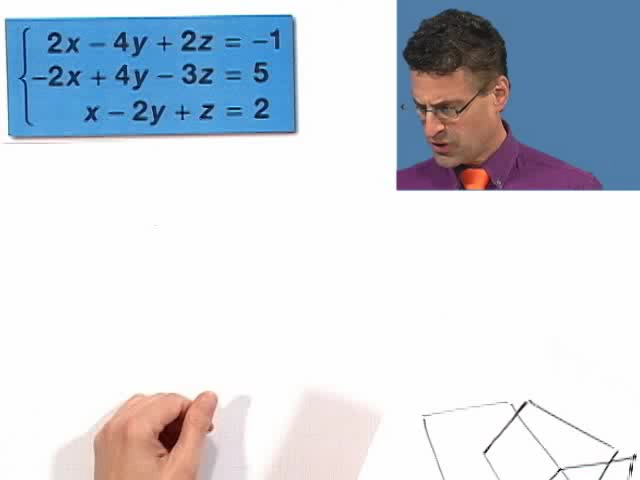 2x – 4y + 2z = –1
–2x + 4y – 3z = 5
x – 2y + z = 2